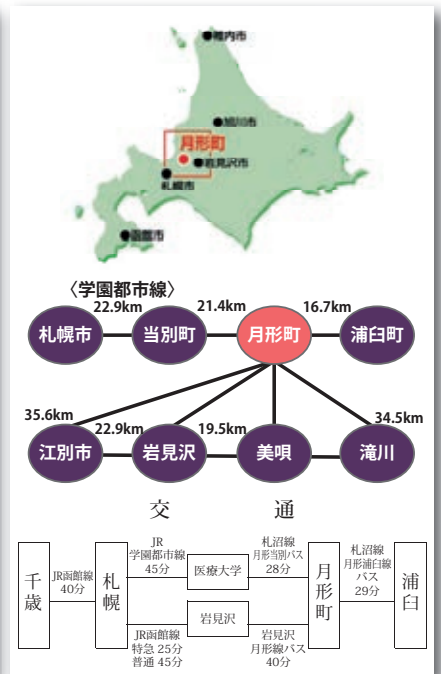 稚内市
旭川市
月形町
岩見沢市
札幌市
函館市
〈学園都市線〉
22.9km
21.4km
16.7km
札幌市
当別町
月形町
浦臼町
35.6km
22.9km
19.5km
34.5km
江別市
岩見沢
美唄
滝川
交 通
千歳
JR函館線
40分
札幌
JR
学園都市線
45分
医療大学
札沼線
月形当別バス
28分
JR函館線
特急 25分
普通 45分
岩見沢
岩見沢
月形線バス
40分
月形町
札沼線
月形浦臼線
バス
29分
浦臼